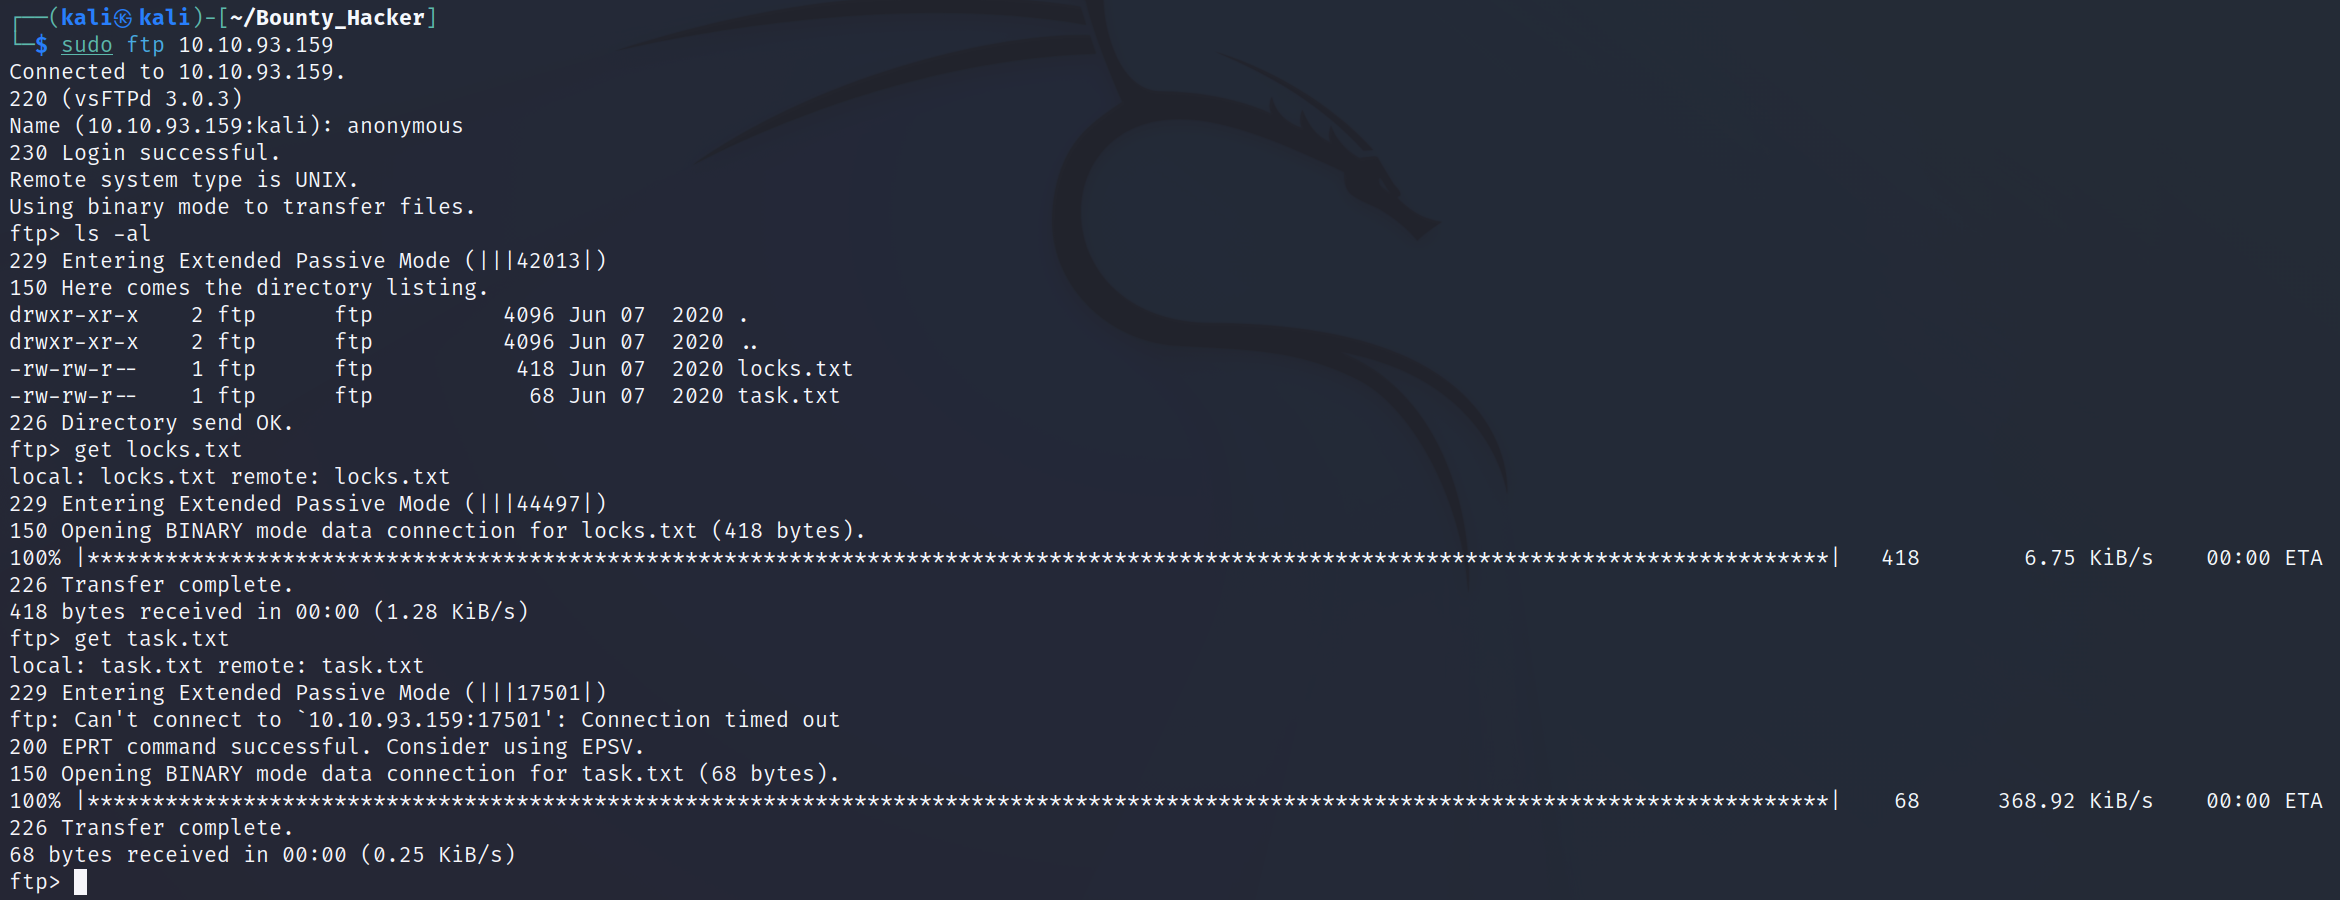 ┌──(kali㉿kali)-[~/Bounty_Hacker]
└─$ sudo ftp 10.10.93.159
Connected to 10.10.93.159.
220 (vsFTPd 3.0.3)
Name (10.10.93.159:kali): anonymous
230 Login successful.
Remote system type is UNIX.
Using binary mode to transfer files.
ftp> ls -al
229 Entering Extended Passive Mode (|||42013|)
150 Here comes the directory listing.
drwxr-xr-x    2 ftp      ftp          4096 Jun 07  2020 .
drwxr-xr-x    2 ftp      ftp          4096 Jun 07  2020 ..
-rw-rw-r--    1 ftp      ftp           418 Jun 07  2020 locks.txt
-rw-rw-r--    1 ftp      ftp            68 Jun 07  2020 task.txt
226 Directory send OK.
ftp> get locks.txt
local: locks.txt remote: locks.txt
229 Entering Extended Passive Mode (|||44497|)
150 Opening BINARY mode data connection for locks.txt (418 bytes).
100% |**************************************************************************************************************************************|   418        6.75 KiB/s    00:00 ETA
226 Transfer complete.
418 bytes received in 00:00 (1.28 KiB/s)
ftp> get task.txt
local: task.txt remote: task.txt
229 Entering Extended Passive Mode (|||17501|)
ftp: Can't connect to `10.10.93.159:17501': Connection timed out
200 EPRT command successful. Consider using EPSV.
150 Opening BINARY mode data connection for task.txt (68 bytes).
100% |**************************************************************************************************************************************|    68      368.92 KiB/s    00:00 ETA
226 Transfer complete.
68 bytes received in 00:00 (0.25 KiB/s)
ftp>